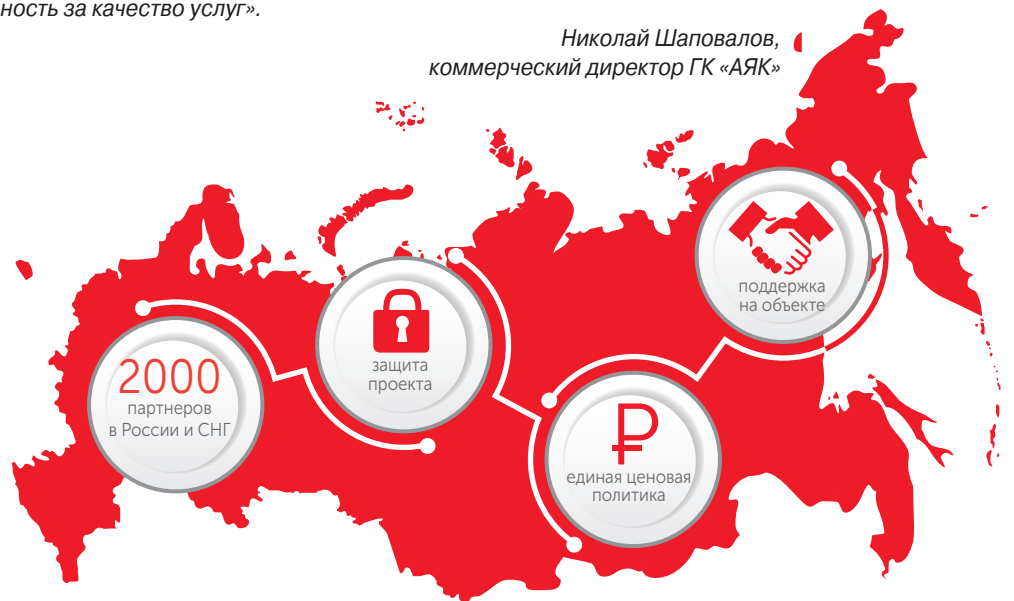 ность за качество услуг».
Николай Шаповалов,
коммерческий директор ГК «АЯК»
2000
партнеров
в России и СНГ
защита
проекта
единая ценовая
политика
поддержка
на объекте